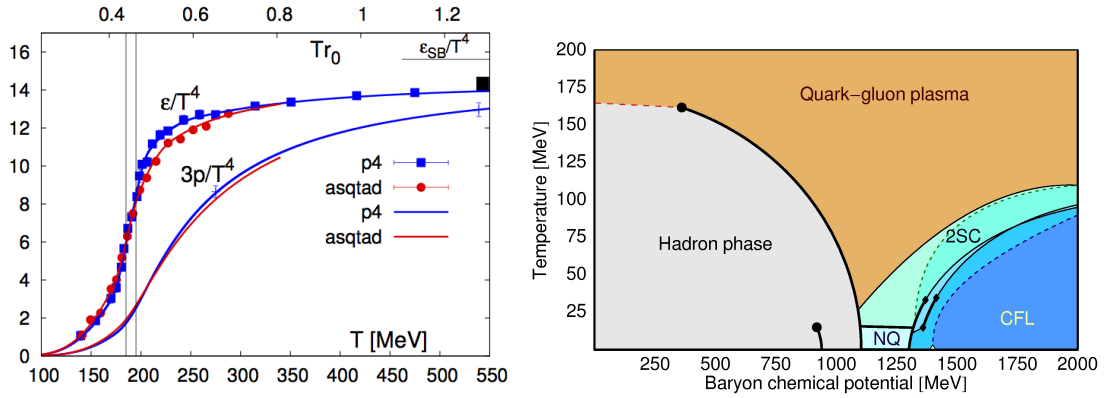 0.4 0.6 0.8 1 1.2
Tr0
εSB/T4
ε/T4
3p/T4
p4
asqtad
p4
asqtad
16
14
12
10
8
6
4
2
0
T [MeV]
100 150 200 250 300 350 400 450 500 550
200
175
150
125
100
75
50
25
Temperature [MeV]
Quark−gluon plasma
Hadron phase
2SC
NQ
CFL
250 500 750 1000 1250 1500 1750 2000
Baryon chemical potential [MeV]